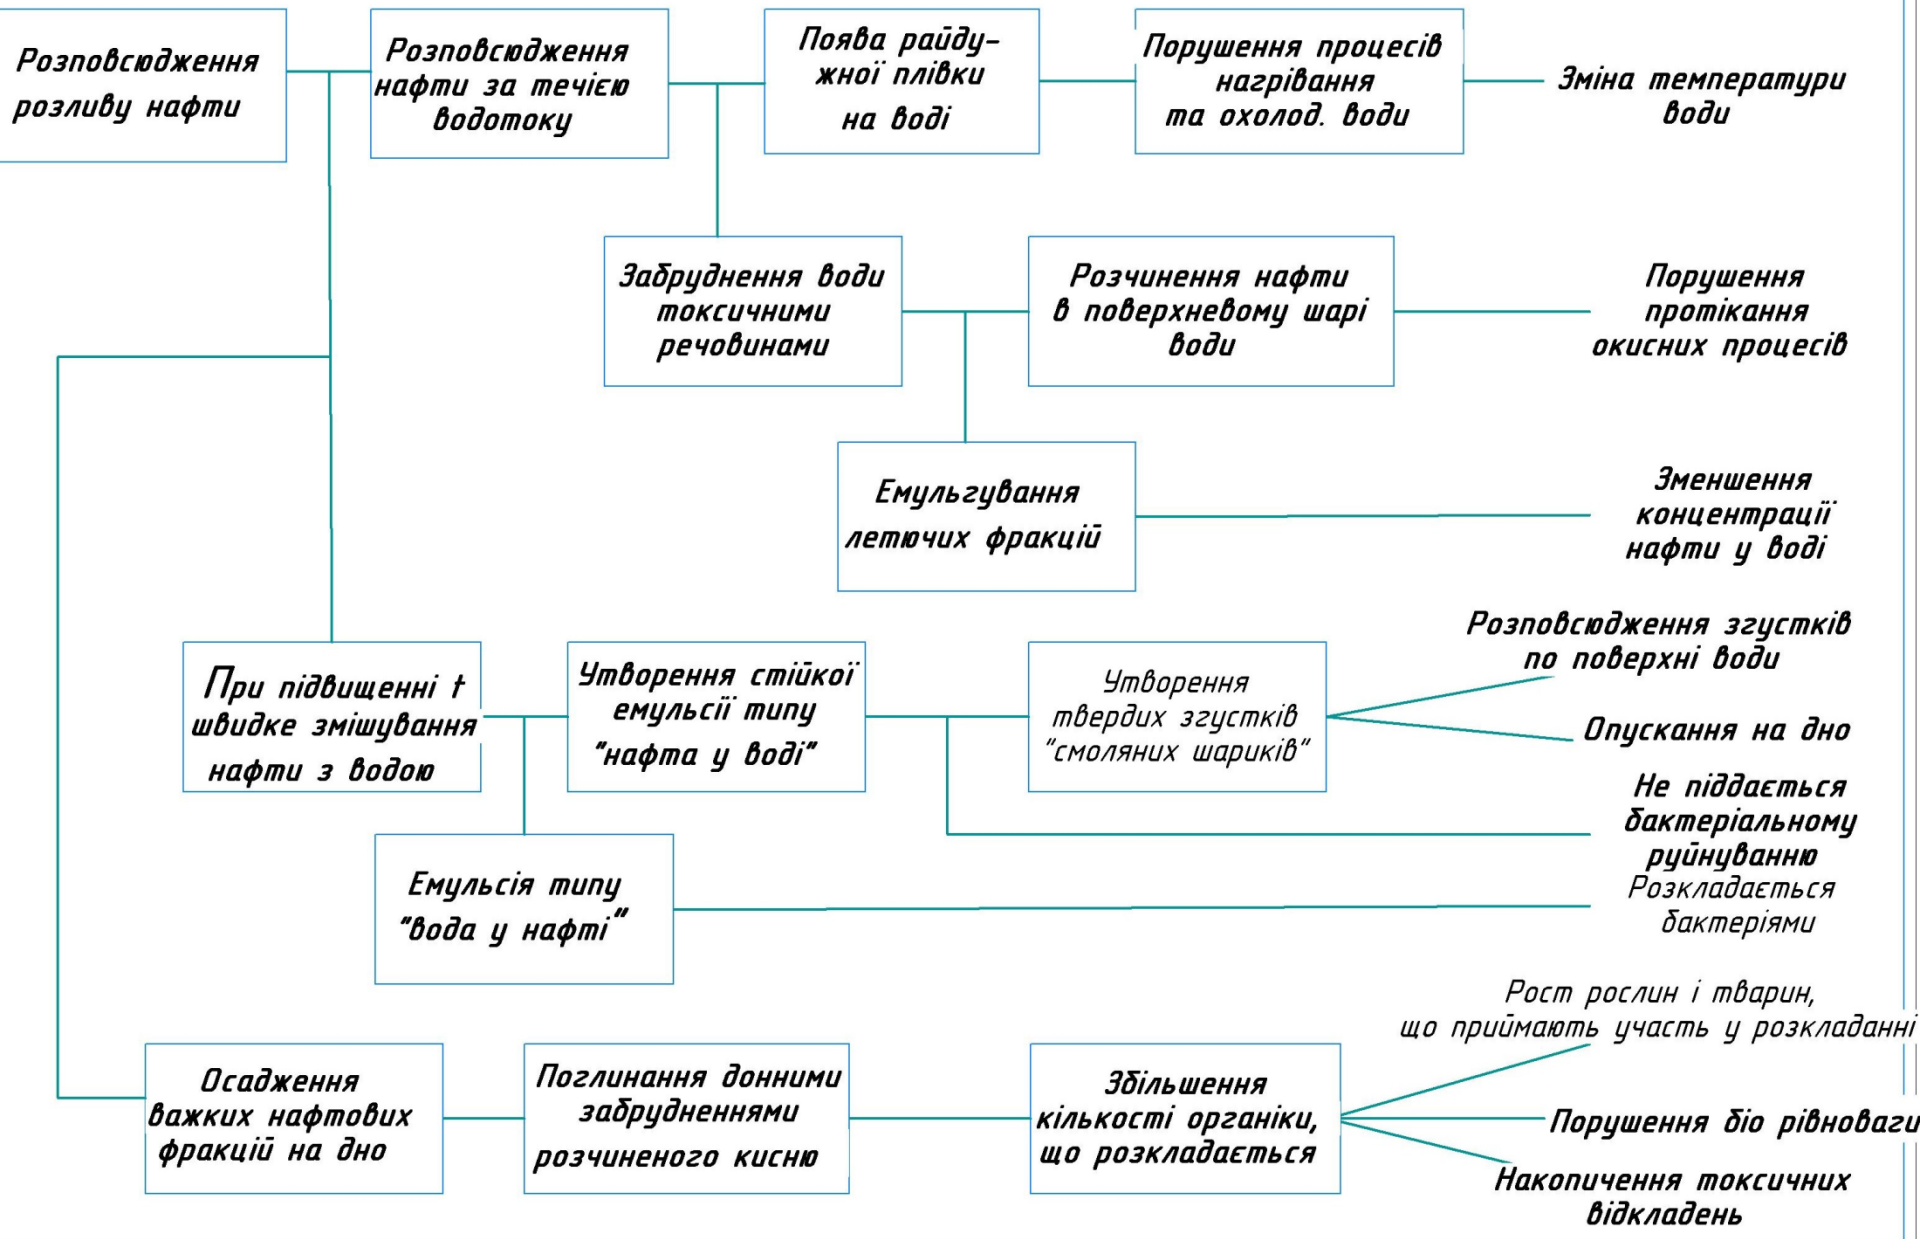 Розповсюдження
розливу нафти
Розповсюдження
нафти за течією
водотоку
Поява райду-
жної плівки
на воді
Порушення процесів
нагрівання
та охолод. води
Зміна температури
води
Забруднення води
токсичними
речовинами
Розчинення нафти
в поверхневому шарі
води
Порушення
протікання
окисних процесів
Емульгування
летючих фракцій
Зменшення
концентрації
нафти у воді
При підвищенні t
швидке змішування
нафти з водою
Утворення стійкої
емульсії типу
"нафта у воді"
Утворення
твердих згустків
"смоляних шариків"
Розповсюдження згустків
по поверхні води
Опускання на дно
Не піддається
бактеріальному
руйнуванню
Емульсія типу
"вода у нафті"
Розкладається
бактеріями
Осадження
важких нафтових
фракцій на дно
Поглинання донними
забрудненнями
розчиненого кисню
Збільшення
кількості органіки,
що розкладається
Рост рослин і тварин,
що приймають участь у розкладанні
Порушення біо рівноваги
Накопичення токсичних
відкладень